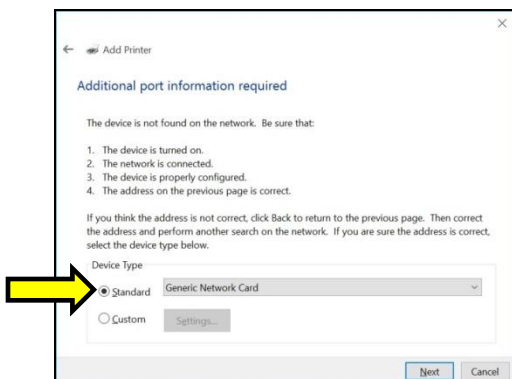 Add Printer
Additional port information required
The device is not found on the network. Be sure that:
1. The device is turned on.
2. The network is connected.
3. The device is properly configured.
4. The address on the previous page is correct.
If you think the address is not correct, click Back to return to the previous page. Then correct
the address and perform another search on the network. If you are sure the address is correct,
select the device type below.
Device Type
Standard Generic Network Card
Custom Settings...
Next Cancel